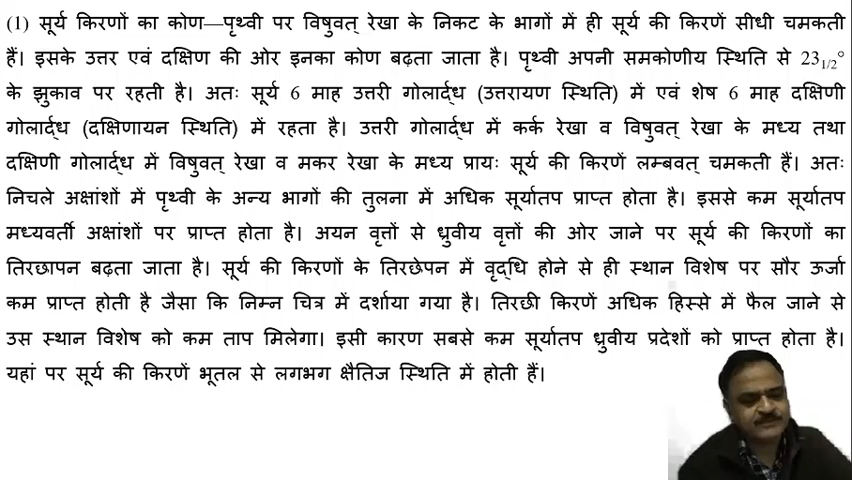 (1) सूर्य किरणों का कोण—पृथ्वी पर विषुवत् रेखा के निकट के भागों में ही सूर्य की किरणें सीधी चमकती
हैं। इसके उत्तर एवं दक्षिण की ओर इनका कोण बढ़ता जाता है। पृथ्वी अपनी समकोणीय स्थिति से 23₁/₂°
के झुकाव पर रहती है। अतः सूर्य 6 माह उत्तरी गोलार्द्ध (उत्तरायण स्थिति) में एवं शेष 6 माह दक्षिणी
गोलार्द्ध (दक्षिणायन स्थिति) में रहता है। उत्तरी गोलार्द्ध में कर्क रेखा व विषुवत् रेखा के मध्य तथा
दक्षिणी गोलार्द्ध में विषुवत् रेखा व मकर रेखा के मध्य प्रायः सूर्य की किरणें लम्बवत् चमकती हैं। अतः
निचले अक्षांशों में पृथ्वी के अन्य भागों की तुलना में अधिक सूर्यातप प्राप्त होता है। इससे कम सूर्यातप
मध्यवर्ती अक्षांशों पर प्राप्त होता है। अयन वृत्तों से ध्रुवीय वृत्तों की ओर जाने पर सूर्य की किरणों का
तिरछापन बढ़ता जाता है। सूर्य की किरणों के तिरछेपन में वृद्धि होने से ही स्थान विशेष पर सौर ऊर्जा
कम प्राप्त होती है जैसा कि निम्न चित्र में दर्शाया गया है। तिरछी किरणें अधिक हिस्से में फैल जाने से
उस स्थान विशेष को कम ताप मिलेगा। इसी कारण सबसे कम सूर्यातप ध्रुवीय प्रदेशों को प्राप्त होता है।
यहां पर सूर्य की किरणें भूतल से लगभग क्षैतिज स्थिति में होती हैं।